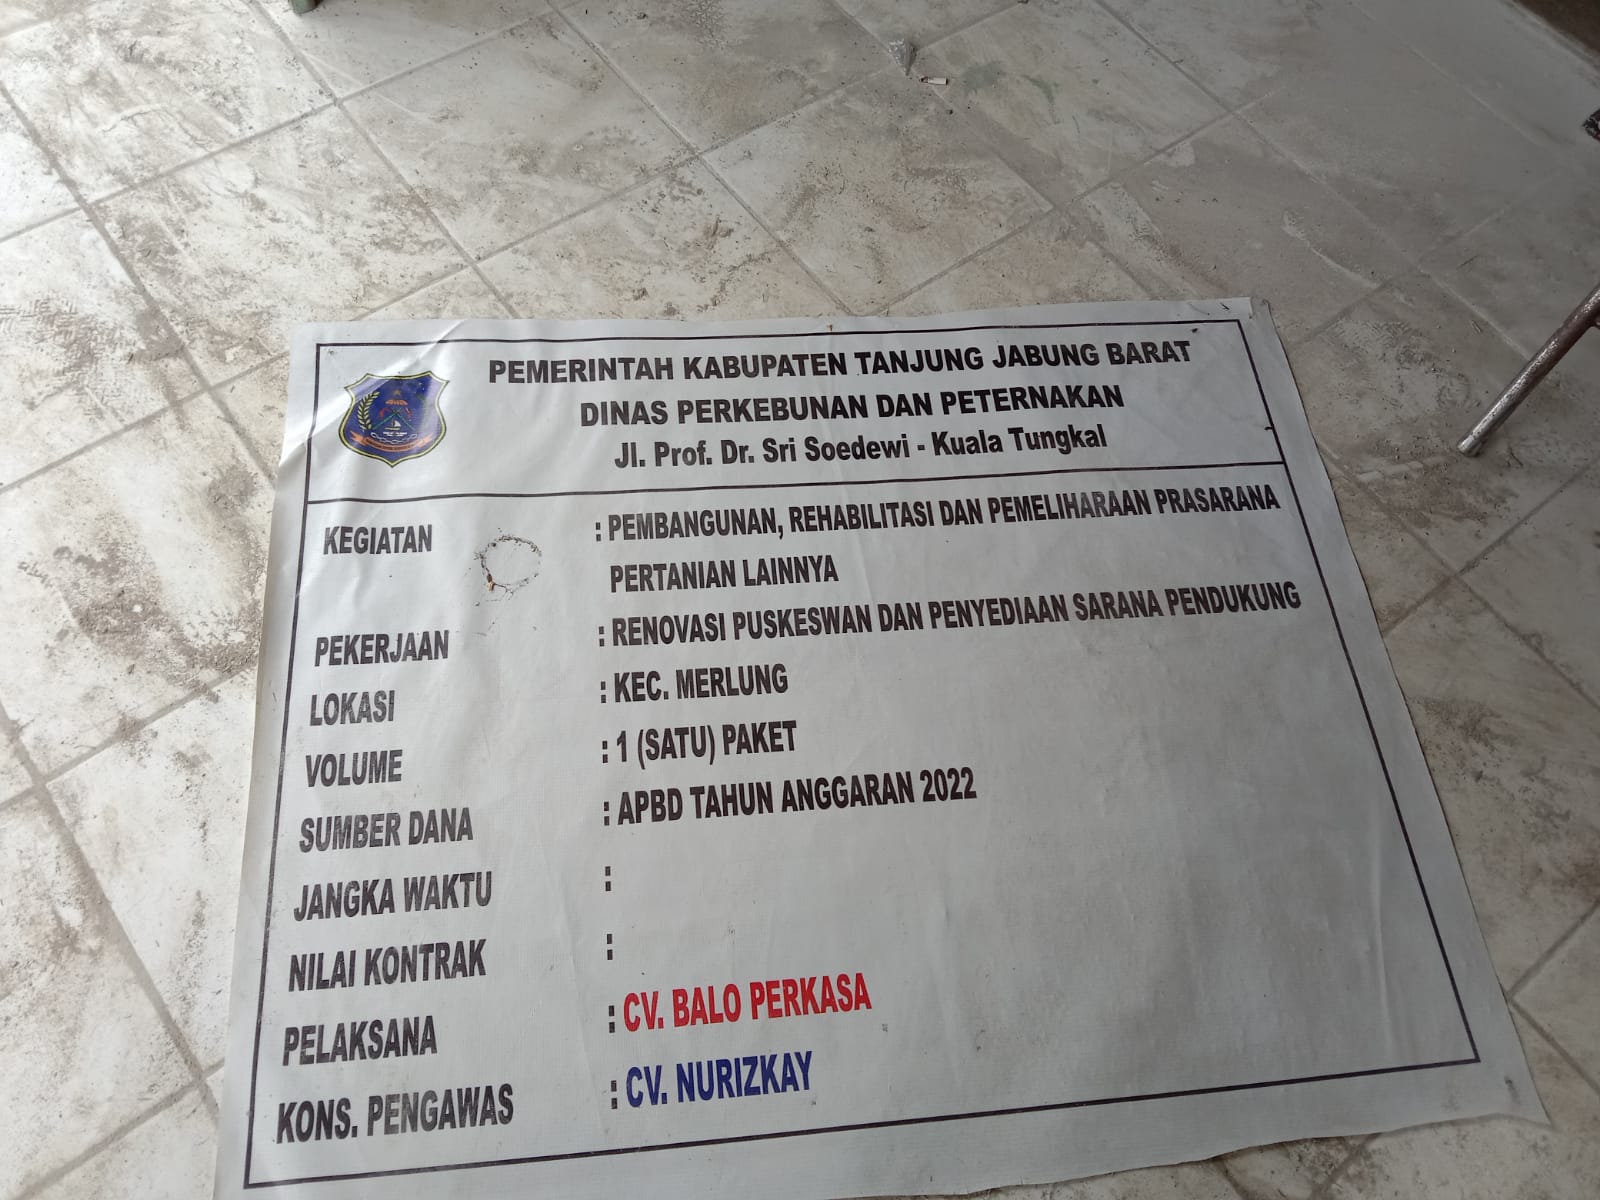 PEMERINTAH KABUPATEN TANJUNG JABUNG BARAT
DINAS PERKEBUNAN DAN PETERNAKAN
Jl. Prof. Dr. Sri Soedewi - Kuala Tungkal
KEGIATAN : PEMBANGUNAN, REHABILITASI DAN PEMELIHARAAN PRASARANA
PERTANIAN LAINNYA
PEKERJAAN : RENOVASI PUSKESWAN DAN PENYEDIAAN SARANA PENDUKUNG
LOKASI : KEC. MERLUNG
VOLUME : 1 (SATU) PAKET
SUMBER DANA : APBD TAHUN ANGGARAN 2022
JANGKA WAKTU :
NILAI KONTRAK :
PELAKSANA : CV. BALO PERKASA
KONS. PENGAWAS : CV. NURIZKAY